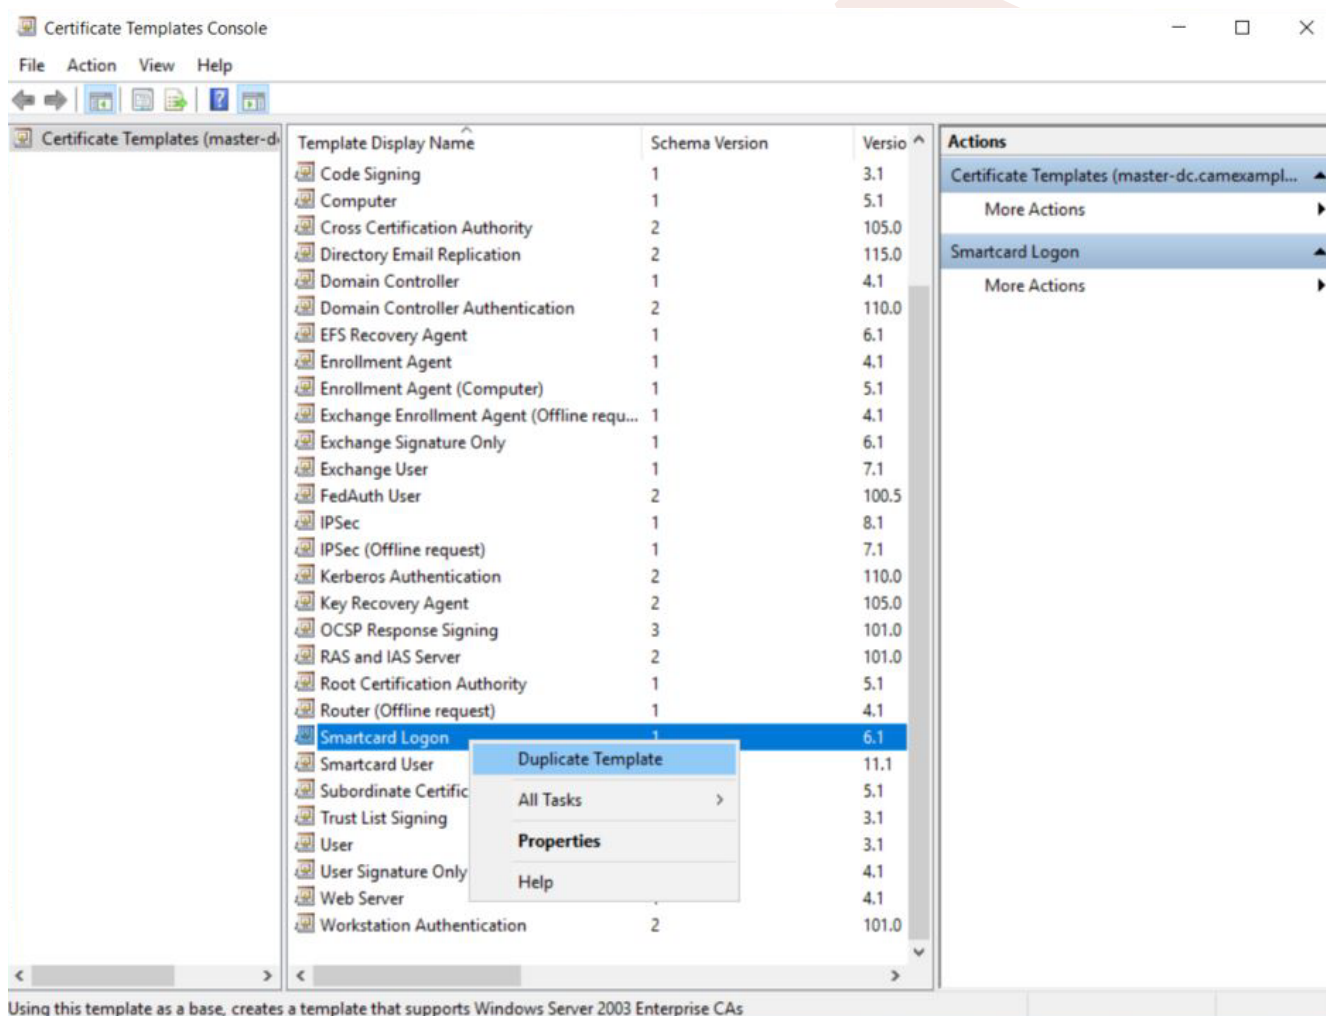 Certificate Templates Console
File Action View Help
Certificate Templates (master-d
Template Display Name Schema Version Versio
Code Signing 1 3.1
Computer 1 5.1
Cross Certification Authority 2 105.0
Directory Email Replication 2 115.0
Domain Controller 1 4.1
Domain Controller Authentication 2 110.0
EFS Recovery Agent 1 6.1
Enrollment Agent 1 4.1
Enrollment Agent (Computer) 1 5.1
Exchange Enrollment Agent (Offline requ... 1 4.1
Exchange Signature Only 1 6.1
Exchange User 1 7.1
FedAuth User 2 100.5
IPSec 1 8.1
IPSec (Offline request) 1 7.1
Kerberos Authentication 2 110.0
Key Recovery Agent 2 105.0
OCSP Response Signing 3 101.0
RAS and IAS Server 2 101.0
Root Certification Authority 1 5.1
Router (Offline request) 1 4.1
Smartcard Logon 1 6.1
Smartcard User 11.1
Subordinate Certific 5.1
Trust List Signing 3.1
User 3.1
User Signature Only 4.1
Web Server 4.1
Workstation Authentication 2 101.0
Duplicate Template
All Tasks
Properties
Help
Actions
Certificate Templates (master-dc.camexampl...
More Actions
Smartcard Logon
More Actions
Using this template as a base, creates a template that supports Windows Server 2003 Enterprise CAs